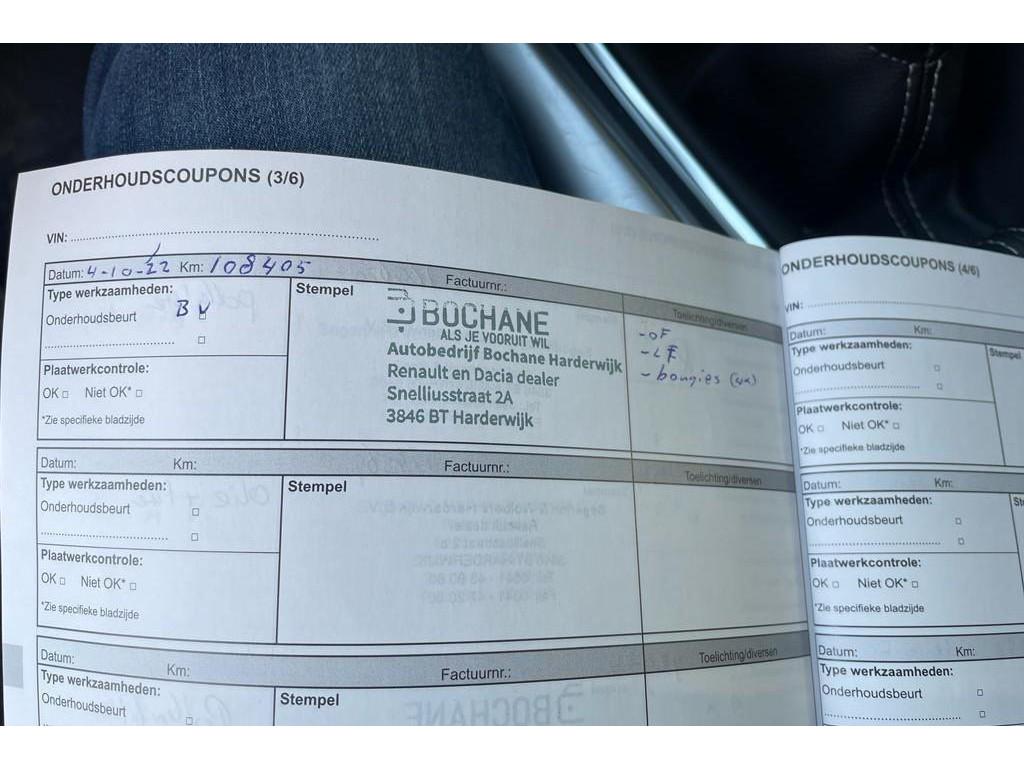 ONDERHOUDSCOUPONS (3/6)
VIN:
Datum: 4-10-22 Km: 108405 Factuurnr.:
Type werkzaamheden:
Onderhoudsbeurt B
Plaatwerkcontrole:
OK □ Niet OK* □
*Zie specifieke bladzijde
Stempel
BOCHANE
ALS JE VOORUIT WIL
Autobedrijf Bochane Harderwijk
Renault en Dacia dealer
Snelliusstraat 2A
3846 BT Harderwijk
Toelichting/diversen
- OF
- LF
- bougies (4x)
Datum: Km: Factuurnr.:
Type werkzaamheden:
Onderhoudsbeurt □
Plaatwerkcontrole:
OK □ Niet OK* □
*Zie specifieke bladzijde
Stempel
Toelichting/diversen
Datum: Km: Factuurnr.:
Type werkzaamheden:
Onderhoudsbeurt □
Stempel
Toelichting/diversen
BOCHANE
ONDERHOUDSCOUPONS (4/6)
VIN:
Datum: Km:
Type werkzaamheden:
Onderhoudsbeurt □
Plaatwerkcontrole:
OK □ Niet OK* □
*Zie specifieke bladzijde
Stempel
Datum: Km:
Type werkzaamheden:
Onderhoudsbeurt □
Plaatwerkcontrole:
OK □ Niet OK* □
*Zie specifieke bladzijde
Datum: Km:
Type werkzaamheden:
Onderhoudsbeurt □